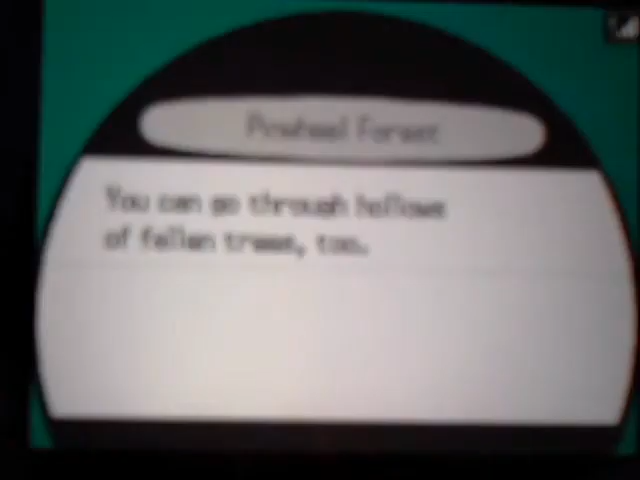 Pinwheel Forest
You can go through hollows
of fallen trees, too.